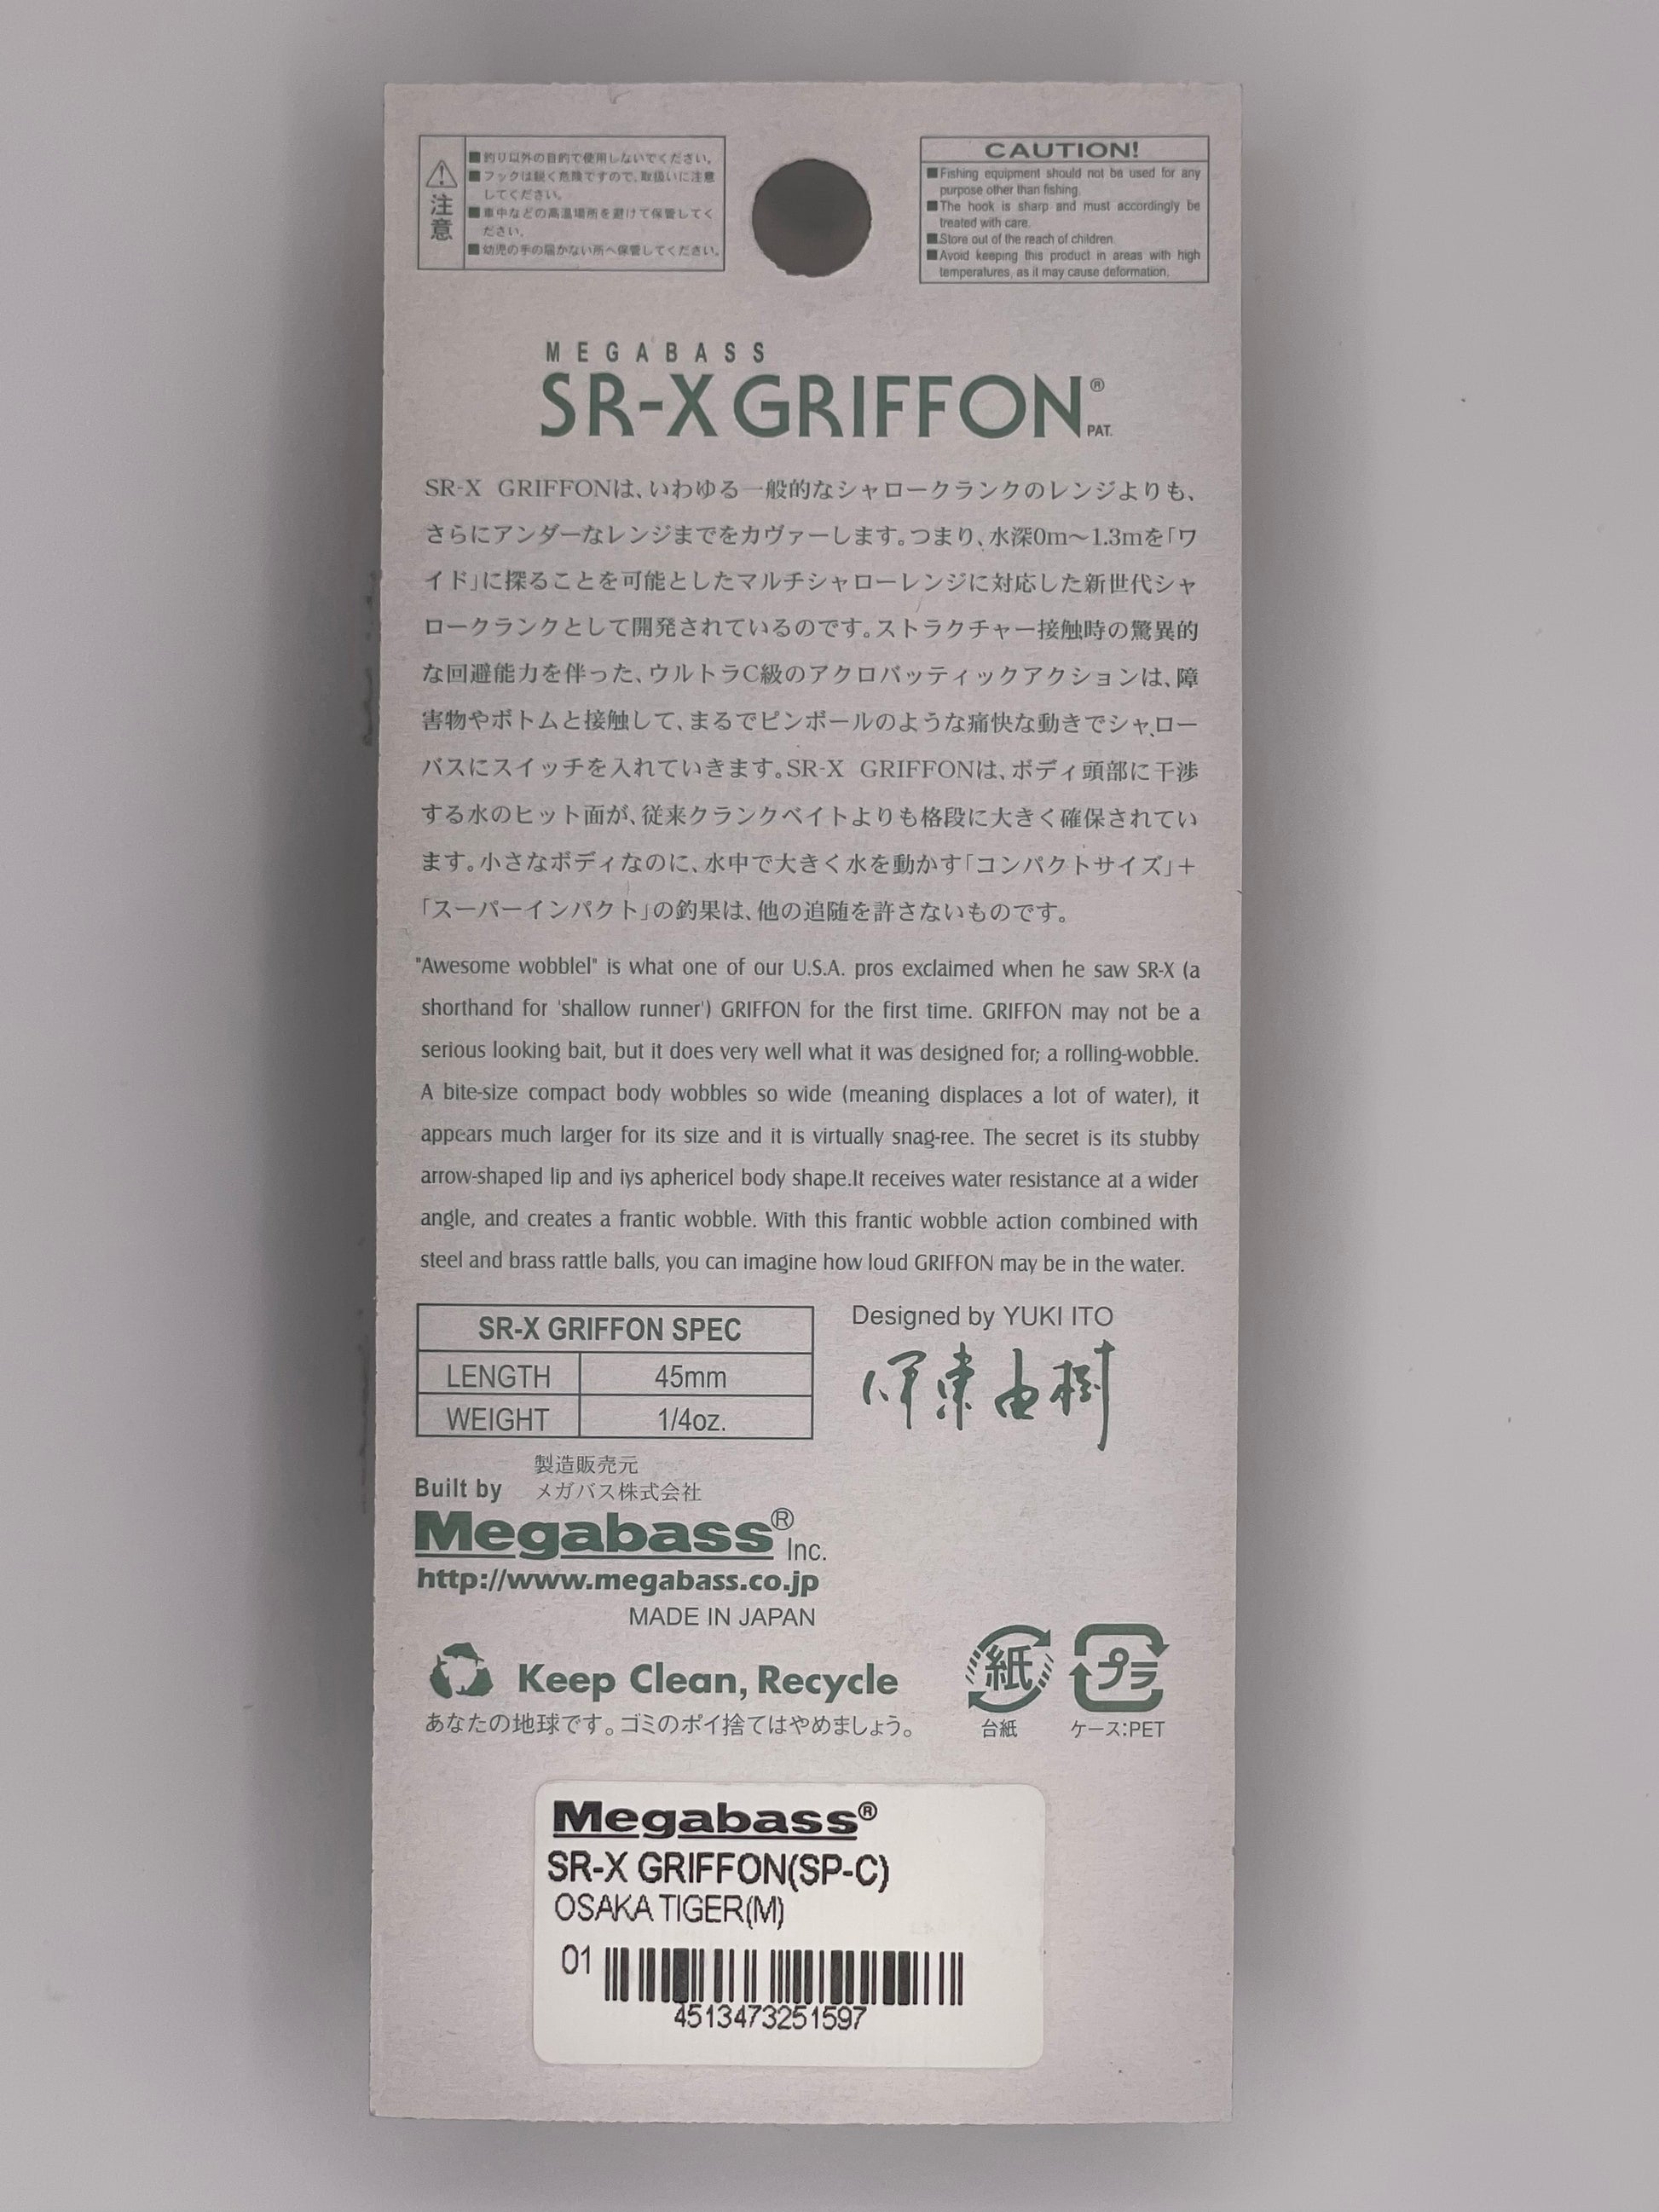 注意
■釣り以外の目的で使用しないでください。
■フックは鋭く危険ですので、取扱いに注意
してください。
■車中などの高温場所を避けて保管してく
ださい。
■幼児の手の届かない所へ保管してください。
CAUTION!
■Fishing equipment should not be used for any
purpose other than fishing.
■The hook is sharp and must accordingly be
treated with care.
■Store out of the reach of children.
■Avoid keeping this product in areas with high
temperatures, as it may cause deformation.
MEGABASS
SR-X GRIFFON®
PAT.
SR-X GRIFFONは、いわゆる一般的なシャロークランクのレンジよりも、
さらにアンダーなレンジまでをカヴァーします。つまり、水深0m〜1.3mを「ワ
イド」に探ることを可能としたマルチシャローレンジに対応した新世代シャ
ロークランクとして開発されているのです。ストラクチャー接触時の驚異的
な回避能力を伴った、ウルトラC級のアクロバッティックアクションは、障
害物やボトムと接触して、まるでピンボールのような痛快な動きでシャロー
バスにスイッチを入れていきます。SR-X GRIFFONは、ボディ頭部に干渉
する水のヒット面が、従来クランクベイトよりも格段に大きく確保されてい
ます。小さなボディなのに、水中で大きく水を動かす「コンパクトサイズ」＋
「スーパーインパクト」の釣果は、他の追随を許さないものです。
"Awesome wobblel" is what one of our U.S.A. pros exclaimed when he saw SR-X (a
shorthand for 'shallow runner') GRIFFON for the first time. GRIFFON may not be a
serious looking bait, but it does very well what it was designed for; a rolling-wobble.
A bite-size compact body wobbles so wide (meaning displaces a lot of water), it
appears much larger for its size and it is virtually snag-ree. The secret is its stubby
arrow-shaped lip and iys aphericel body shape.It receives water resistance at a wider
angle, and creates a frantic wobble. With this frantic wobble action combined with
steel and brass rattle balls, you can imagine how loud GRIFFON may be in the water.
SR-X GRIFFON SPEC
LENGTH 45mm
WEIGHT 1/4oz.
Designed by YUKI ITO
伊東由樹
製造販売元
Built by メガバス株式会社
Megabass® Inc.
http://www.megabass.co.jp
MADE IN JAPAN
Keep Clean, Recycle
あなたの地球です。ゴミのポイ捨てはやめましょう。
紙
台紙
プラ
ケース:PET
Megabass®
SR-X GRIFFON(SP-C)
OSAKA TIGER(M)
01
4513473251597